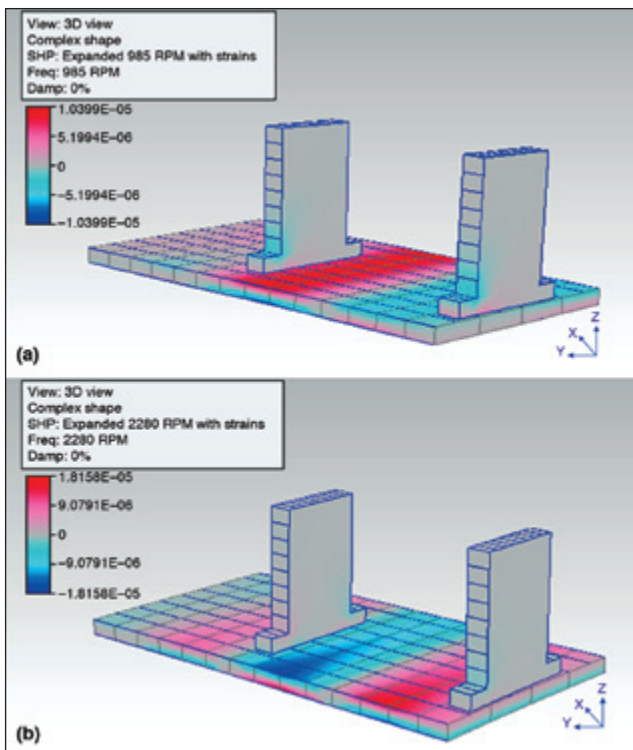 View: 3D view
Complex shape
SHP: Expanded 985 RPM with strains
Freq: 985 RPM
Damp: 0%
1.0399E−05
5.1994E−06
0
−5.1994E−06
−1.0399E−05
Z
X
Y
(a)
View: 3D view
Complex shape
SHP: Expanded 2280 RPM with strains
Freq: 2280 RPM
Damp: 0%
1.8158E−05
9.0791E−06
0
−9.0791E−06
−1.8158E−05
Z
X
Y
(b)